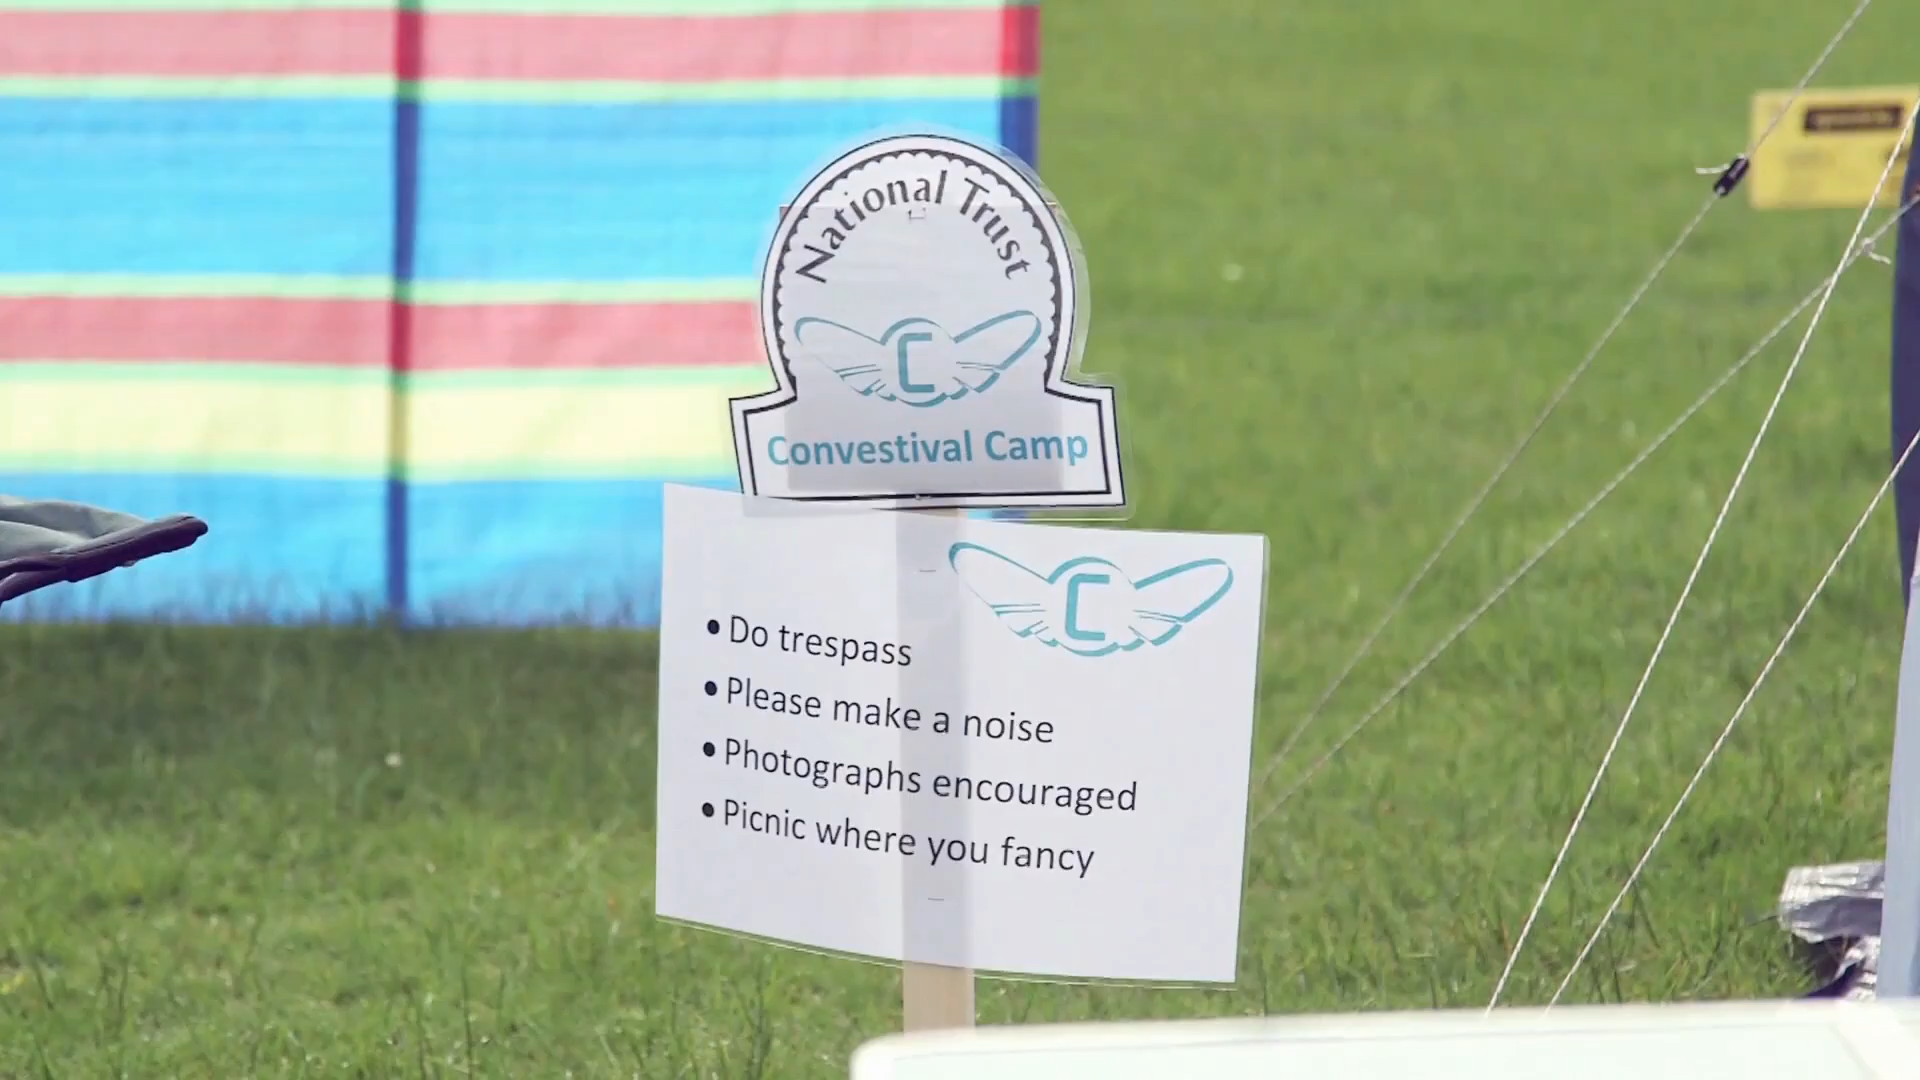 National Trust
C
Convestival Camp
C
• Do trespass
• Please make a noise
• Photographs encouraged
• Picnic where you fancy